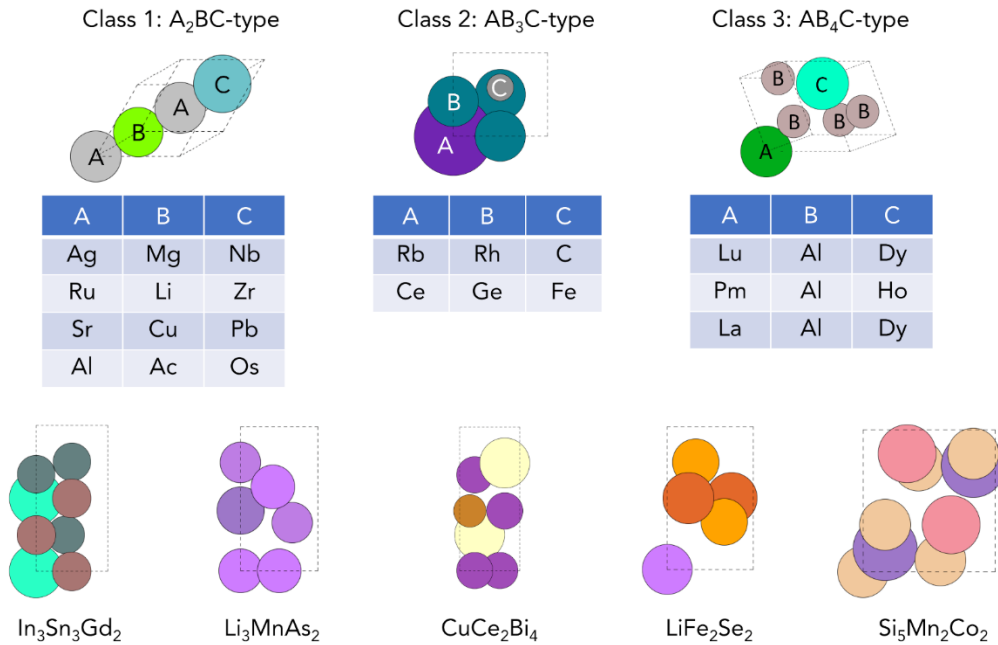 Class 1: A₂BC-type Class 2: AB₃C-type Class 3: AB₄C-type
A B A C
A B C
A B B B B C
A B C
Ag Mg Nb
Ru Li Zr
Sr Cu Pb
Al Ac Os
A B C
Rb Rh C
Ce Ge Fe
A B C
Lu Al Dy
Pm Al Ho
La Al Dy
In₃Sn₃Gd₂ Li₃MnAs₂ CuCe₂Bi₄ LiFe₂Se₂ Si₅Mn₂Co₂